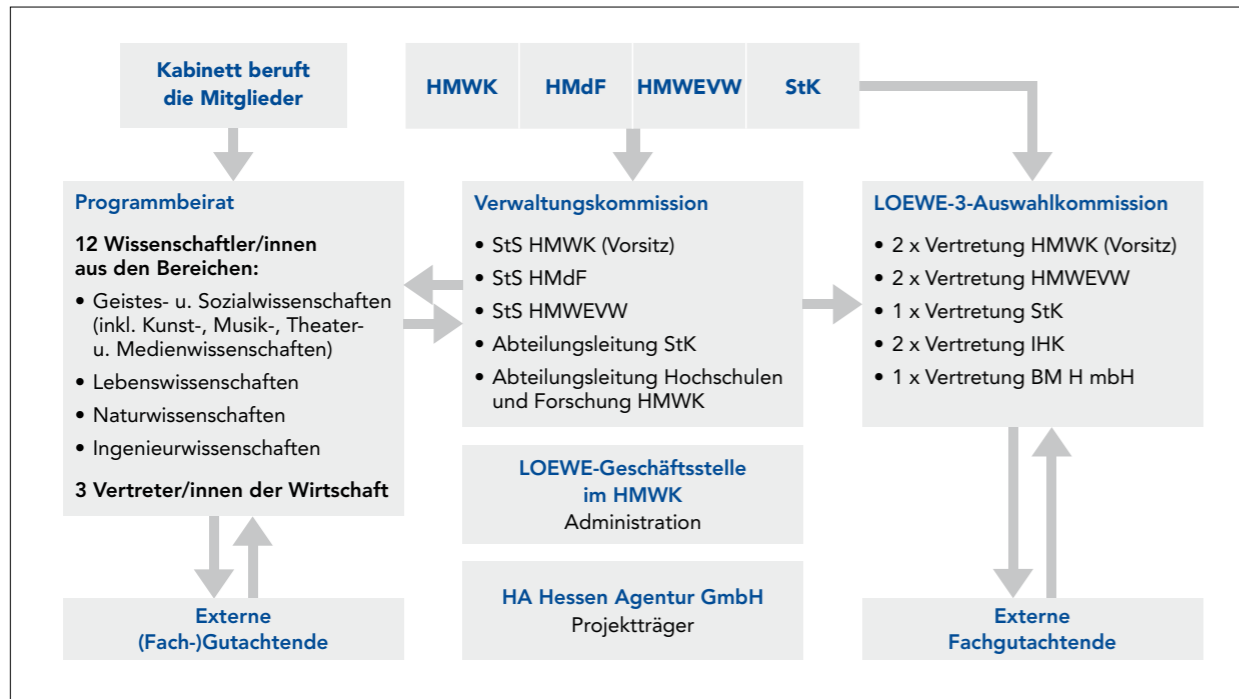 Kabinett beruft
die Mitglieder
HMWK
HMdF
HMWEVW
StK
Programmbeirat
12 Wissenschaftler/innen
aus den Bereichen:
• Geistes- u. Sozialwissenschaften
(inkl. Kunst-, Musik-, Theater-
u. Medienwissenschaften)
• Lebenswissenschaften
• Naturwissenschaften
• Ingenieurwissenschaften
3 Vertreter/innen der Wirtschaft
Verwaltungskommission
• StS HMWK (Vorsitz)
• StS HMdF
• StS HMWEVW
• Abteilungsleitung StK
• Abteilungsleitung Hochschulen
und Forschung HMWK
LOEWE-3-Auswahlkommission
• 2 x Vertretung HMWK (Vorsitz)
• 2 x Vertretung HMWEVW
• 1 x Vertretung StK
• 2 x Vertretung IHK
• 1 x Vertretung BM H mbH
LOEWE-Geschäftsstelle
im HMWK
Administration
HA Hessen Agentur GmbH
Projektträger
Externe
(Fach-)Gutachtende
Externe
Fachgutachtende